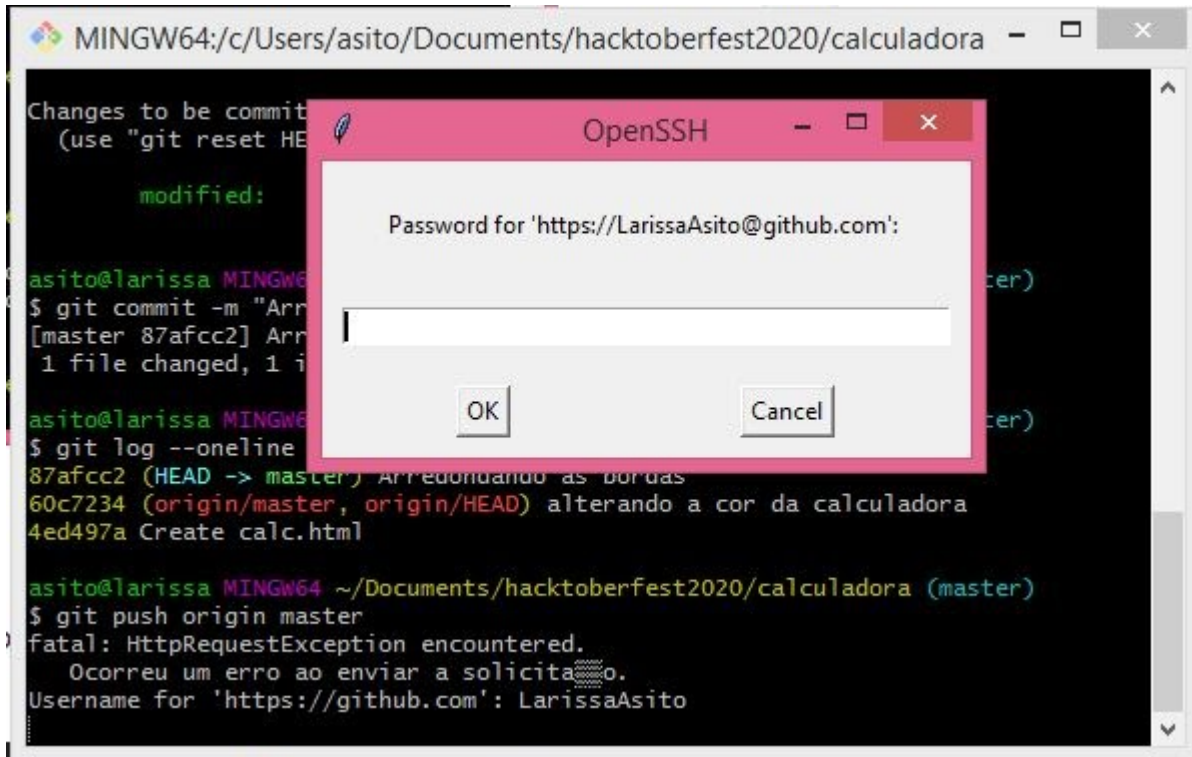 MINGW64:/c/Users/asito/Documents/hacktoberfest2020/calculadora
Changes to be commit
(use "git reset HE
modified:
asito@larissa MINGW6
ter)
$ git commit -m "Arr
[master 87afcc2] Arr
1 file changed, 1 i
asito@larissa MINGW6
ter)
$ git log --oneline
87afcc2 (HEAD -> master) Arredondando as bordas
60c7234 (origin/master, origin/HEAD) alterando a cor da calculadora
4ed497a Create calc.html
asito@larissa MINGW64 ~/Documents/hacktoberfest2020/calculadora (master)
$ git push origin master
fatal: HttpRequestException encountered.
Ocorreu um erro ao enviar a solicita▒▒o.
Username for 'https://github.com': LarissaAsito
OpenSSH
Password for 'https://LarissaAsito@github.com':
OK
Cancel